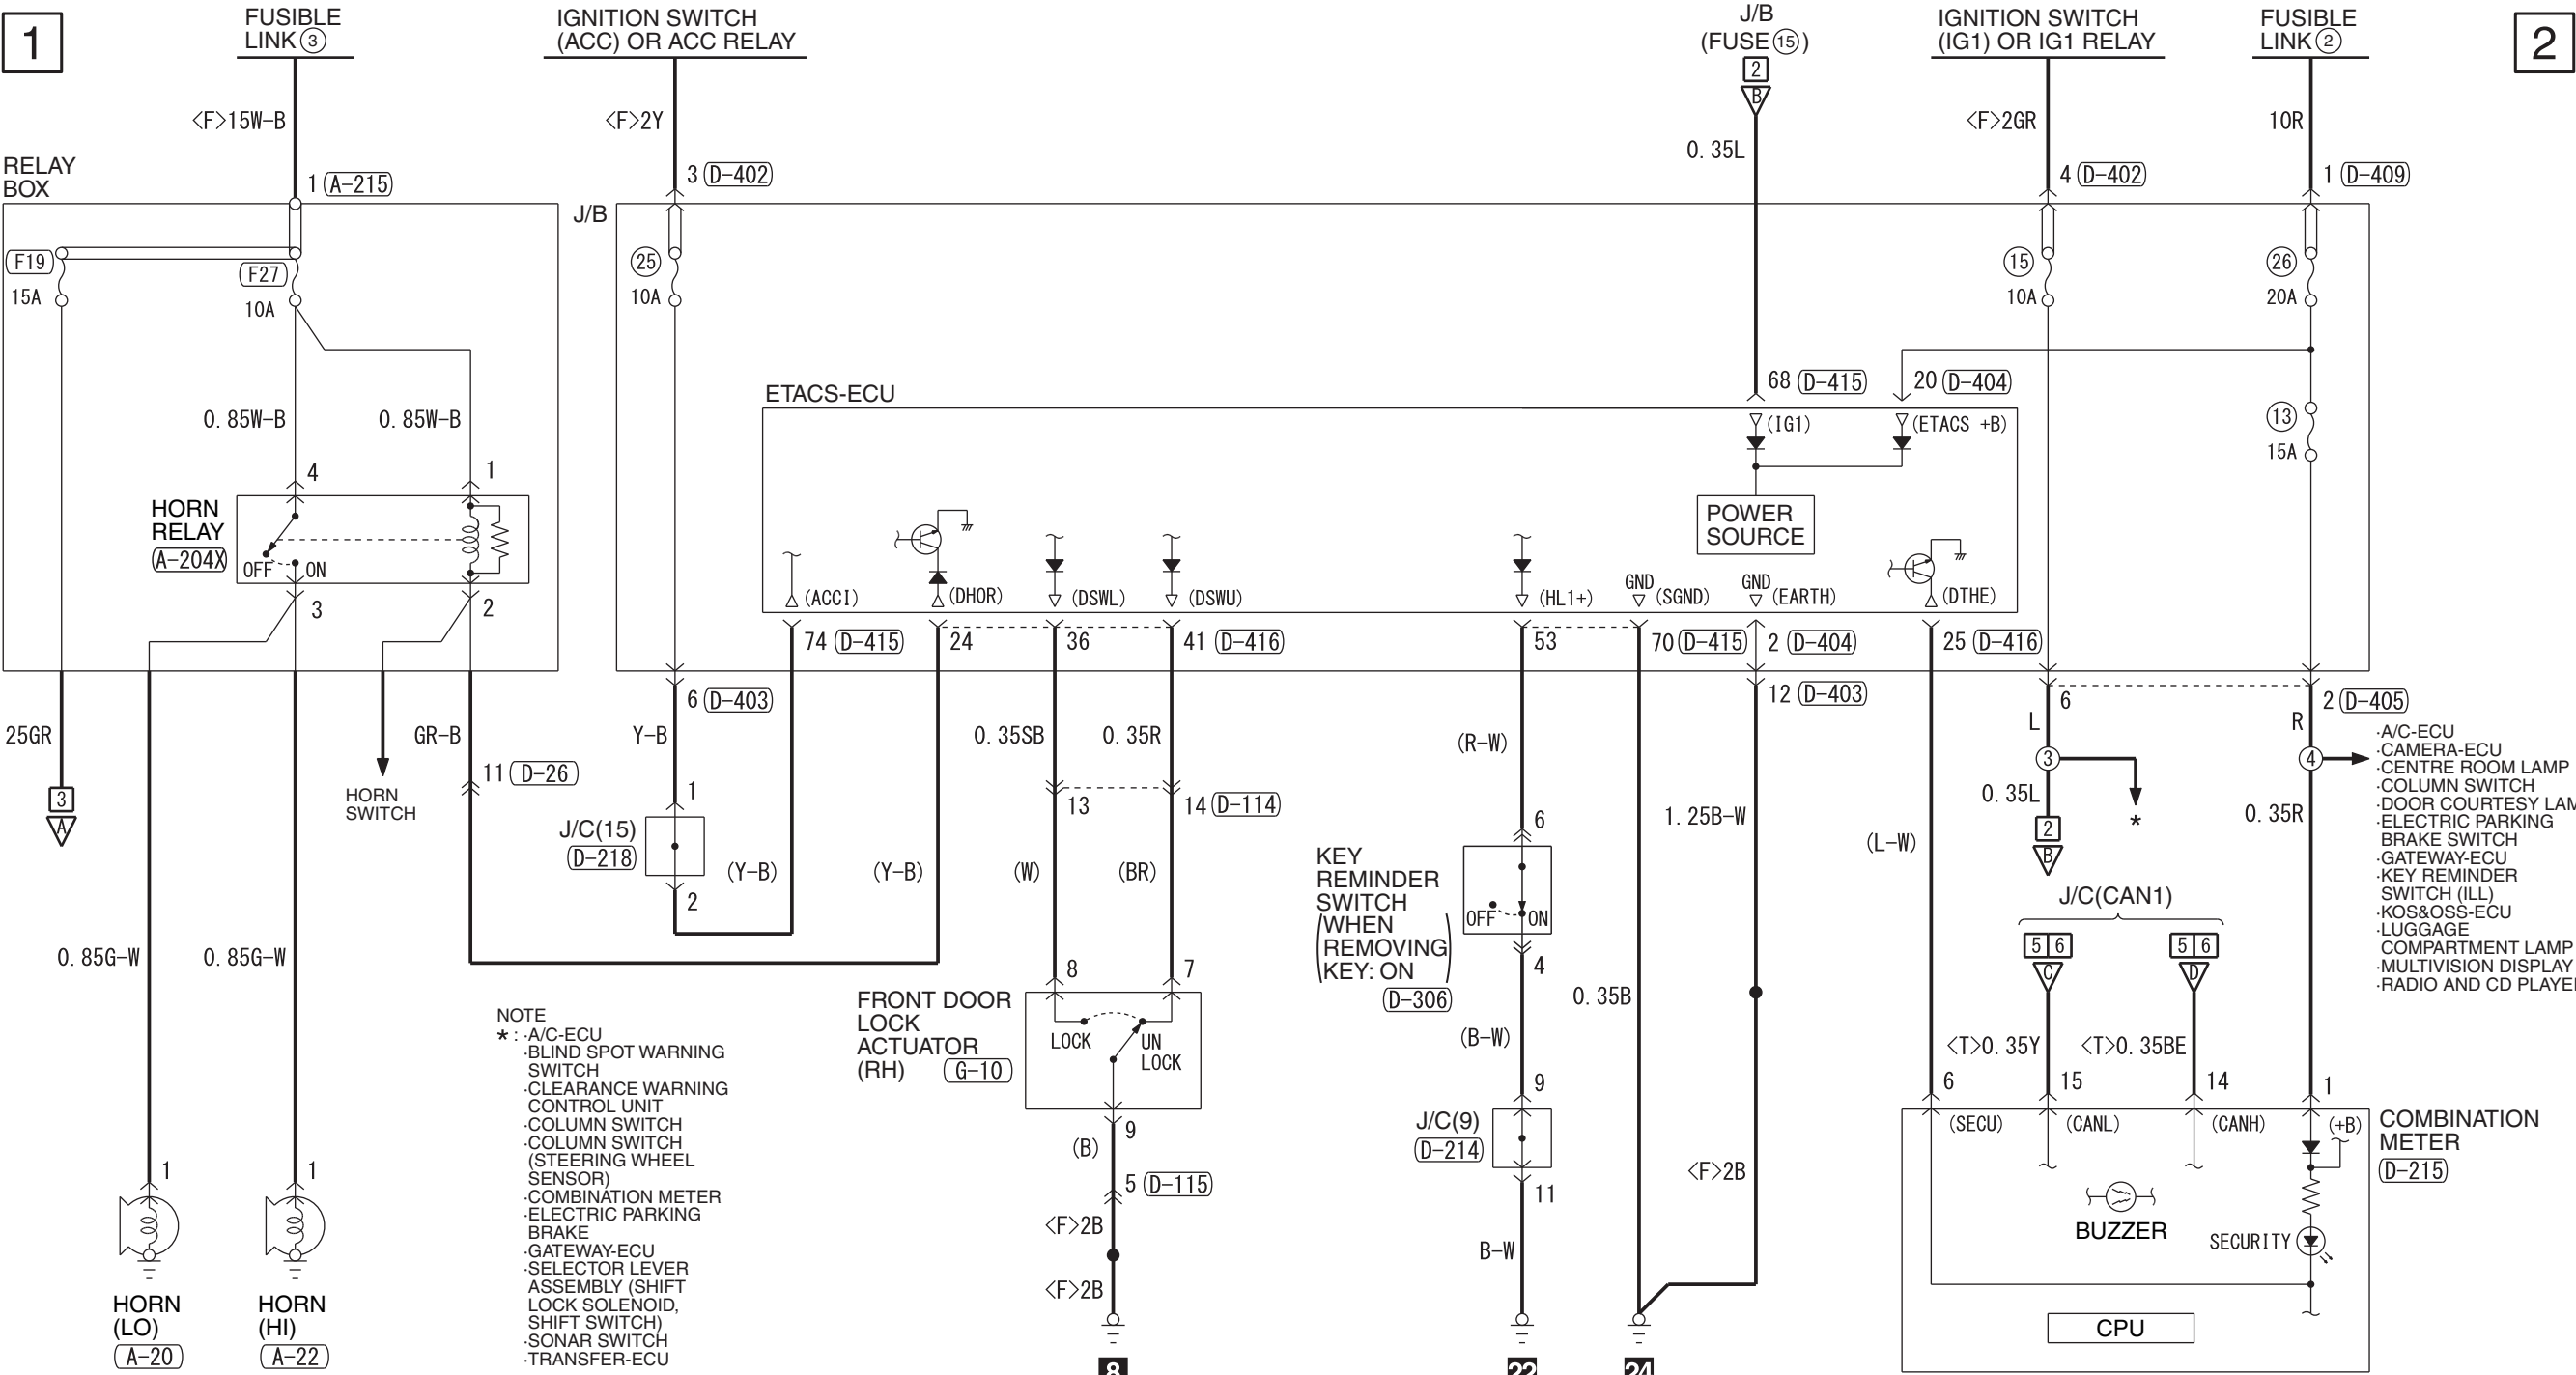 1
FUSIBLE
LINK 3
IGNITION SWITCH
(ACC) OR ACC RELAY
J/B
(FUSE 15)
2
B
IGNITION SWITCH
(IG1) OR IG1 RELAY
FUSIBLE
LINK 2
2
<F>15W-B
<F>2Y
0.35L
<F>2GR
10R
RELAY
BOX
1 (A-215)
3 (D-402)
4 (D-402)
1 (D-409)
J/B
F19
15A
F27
10A
25
10A
15
10A
26
20A
68 (D-415)
20 (D-404)
ETACS-ECU
0.85W-B
0.85W-B
13
15A
(IG1)
(ETACS +B)
4
1
HORN
RELAY
A-204X
OFF
ON
POWER
SOURCE
3
2
(ACCI)
(DHOR)
(DSWL)
(DSWU)
(HL1+)
GND
(SGND)
GND
(EARTH)
(DTHE)
74 (D-415)
24
36
41 (D-416)
53
70 (D-415)
2 (D-404)
25 (D-416)
6 (D-403)
12 (D-403)
6
2 (D-405)
25GR
GR-B
Y-B
0.35SB
0.35R
(R-W)
L
R
3
4
·A/C-ECU
·CAMERA-ECU
·CENTRE ROOM LAMP
·COLUMN SWITCH
·DOOR COURTESY LAM
·ELECTRIC PARKING
BRAKE SWITCH
·GATEWAY-ECU
·KEY REMINDER
SWITCH (ILL)
·KOS&OSS-ECU
·LUGGAGE
COMPARTMENT LAMP
·MULTIVISION DISPLAY
·RADIO AND CD PLAYE
3
A
HORN
SWITCH
11 (D-26)
1
J/C(15)
D-218
2
13
14 (D-114)
(Y-B)
(Y-B)
(W)
(BR)
6
KEY
REMINDER
SWITCH
(WHEN
REMOVING
KEY: ON)
D-306
OFF
ON
4
1.25B-W
(L-W)
0.35L
*
2
B
0.35R
J/C(CAN1)
5 6
C
5 6
D
0.85G-W
0.85G-W
8
7
FRONT DOOR
LOCK
ACTUATOR
(RH) G-10
LOCK
UN
LOCK
9
(B)
5 (D-115)
<F>2B
<F>2B
8
(B-W)
9
J/C(9)
D-214
11
B-W
22
0.35B
<F>2B
24
<T>0.35Y
<T>0.35BE
6
15
14
1
(SECU)
(CANL)
(CANH)
(+B)
COMBINATION
METER
D-215
BUZZER
SECURITY
CPU
NOTE
* : ·A/C-ECU
·BLIND SPOT WARNING
SWITCH
·CLEARANCE WARNING
CONTROL UNIT
·COLUMN SWITCH
·COLUMN SWITCH
(STEERING WHEEL
SENSOR)
·COMBINATION METER
·ELECTRIC PARKING
BRAKE
·GATEWAY-ECU
·SELECTOR LEVER
ASSEMBLY (SHIFT
LOCK SOLENOID,
SHIFT SWITCH)
·SONAR SWITCH
·TRANSFER-ECU
1
HORN
(LO)
A-20
1
HORN
(HI)
A-22